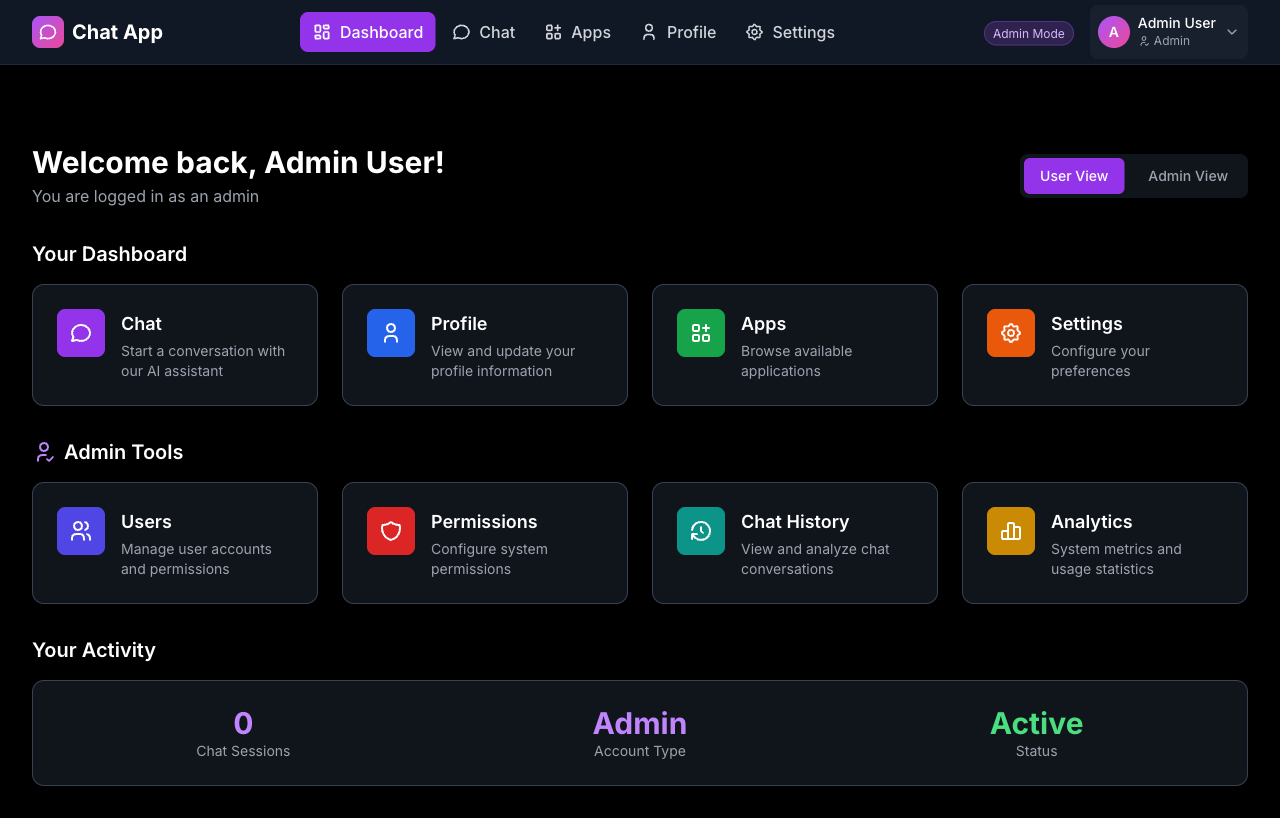 Chat App
Dashboard
Chat
Apps
Profile
Settings
Admin Mode
A
Admin User
Admin
Welcome back, Admin User!
You are logged in as an admin
User View
Admin View
Your Dashboard
Chat
Start a conversation with
our AI assistant
Profile
View and update your
profile information
Apps
Browse available
applications
Settings
Configure your
preferences
Admin Tools
Users
Manage user accounts
and permissions
Permissions
Configure system
permissions
Chat History
View and analyze chat
conversations
Analytics
System metrics and
usage statistics
Your Activity
0
Chat Sessions
Admin
Account Type
Active
Status